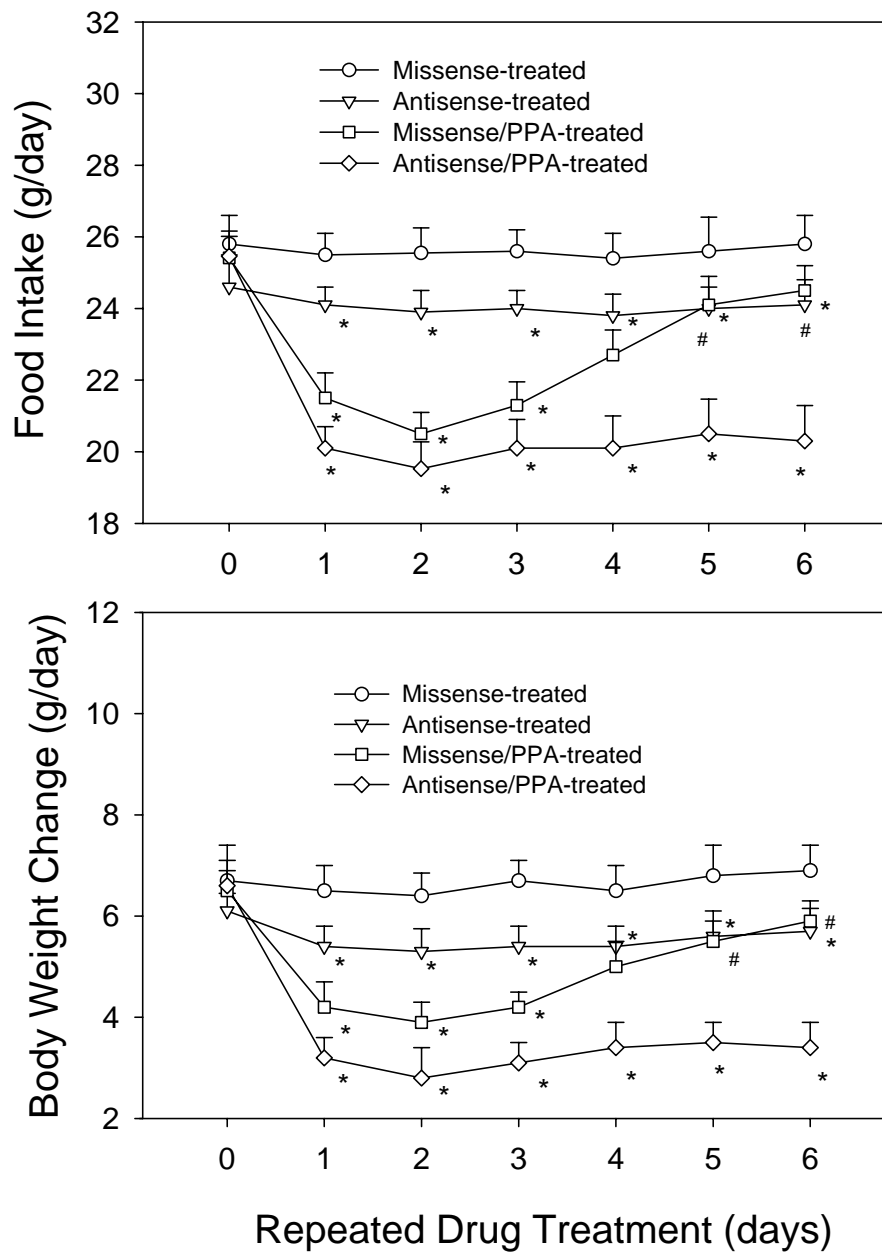 Food Intake (g/day)
32
30
28
26
24
22
20
18
Missense-treated
Antisense-treated
Missense/PPA-treated
Antisense/PPA-treated
* * * * * * # #
* * *
* * * * * *
0 1 2 3 4 5 6
Body Weight Change (g/day)
12
10
8
6
4
2
Missense-treated
Antisense-treated
Missense/PPA-treated
Antisense/PPA-treated
* * * * * * # #
* * *
* * * * * *
0 1 2 3 4 5 6
Repeated Drug Treatment (days)